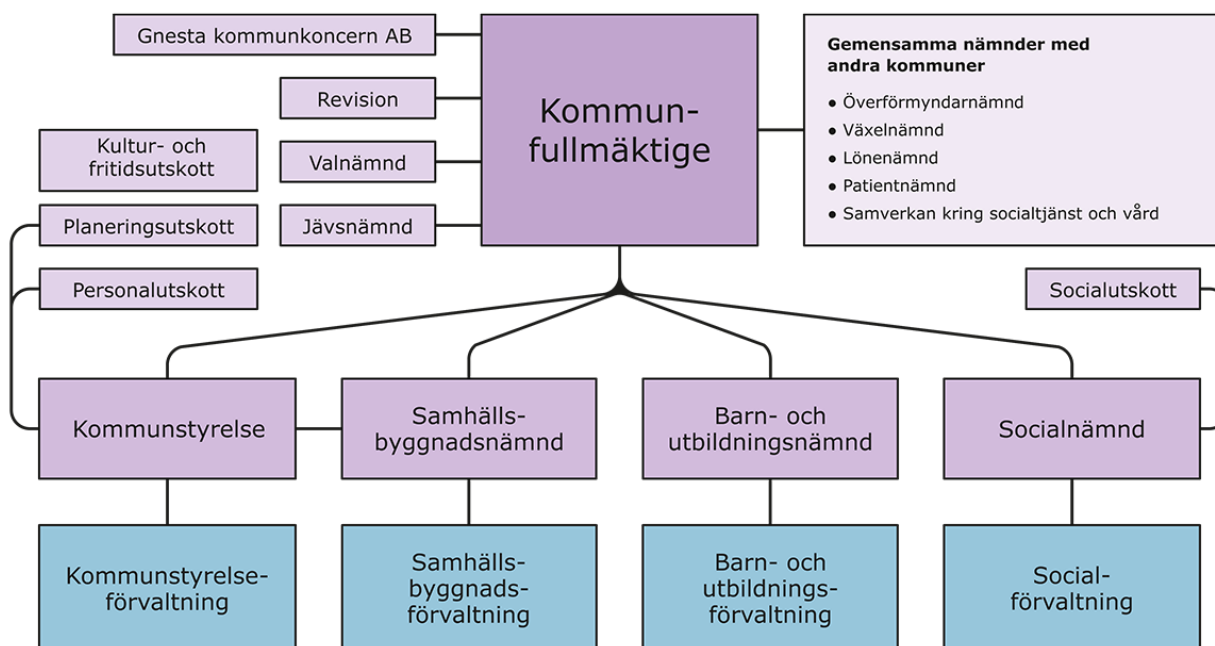 Gnesta kommunkoncern AB
Revision
Valnämnd
Jävsnämnd
Kultur- och
fritidsutskott
Planeringsutskott
Personalutskott
Kommun-
fullmäktige
Gemensamma nämnder med
andra kommuner
● Överförmyndarnämnd
● Växelnämnd
● Lönenämnd
● Patientnämnd
● Samverkan kring socialtjänst och vård
Socialutskott
Kommunstyrelse
Samhälls-
byggnadsnämnd
Barn- och
utbildningsnämnd
Socialnämnd
Kommunstyrelse-
förvaltning
Samhälls-
byggnads-
förvaltning
Barn- och
utbildnings-
förvaltning
Social-
förvaltning